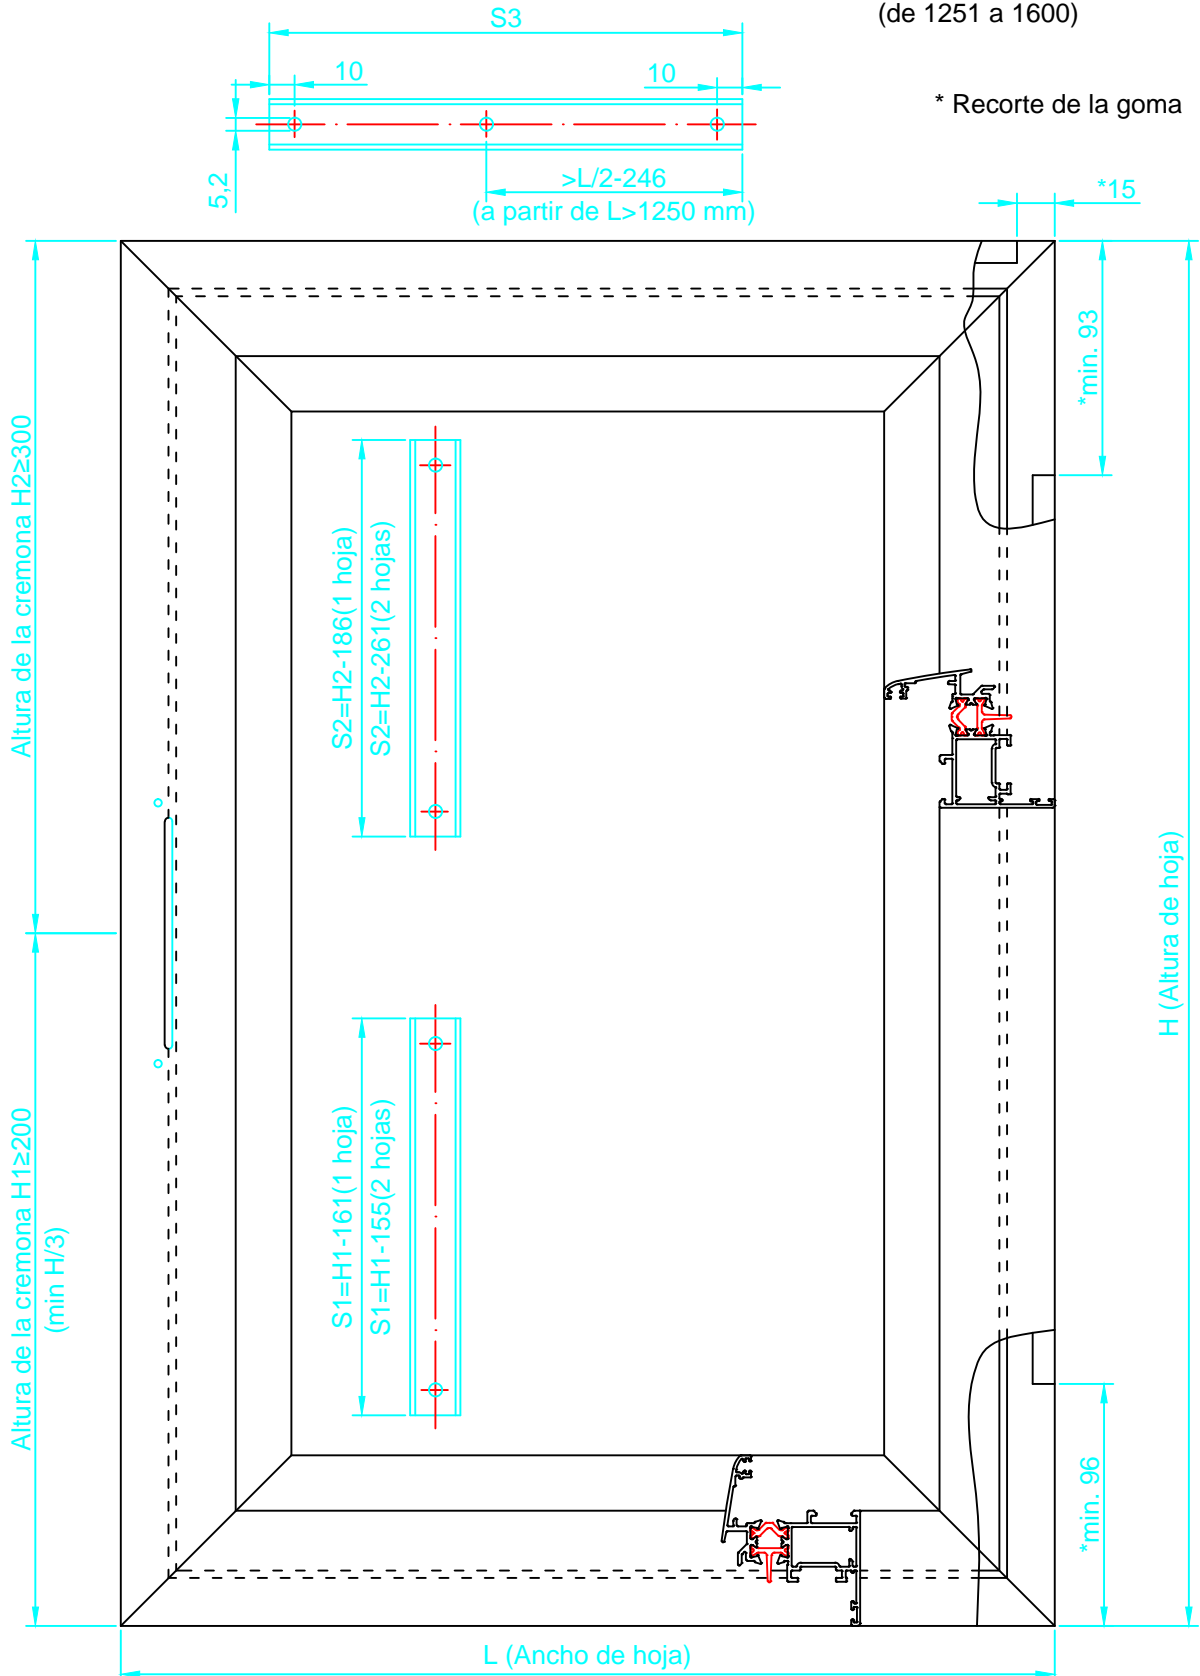 (de 1251 a 1600)
S3
10
10
* Recorte de la goma
5,2
>L/2-246
(a partir de L>1250 mm)
*15
*min. 93
Altura de la cremona H2≥300
S2=H2-186(1 hoja)
S2=H2-261(2 hojas)
H (Altura de hoja)
Altura de la cremona H1≥200
(min H/3)
S1=H1-161(1 hoja)
S1=H1-155(2 hojas)
*min. 96
L (Ancho de hoja)